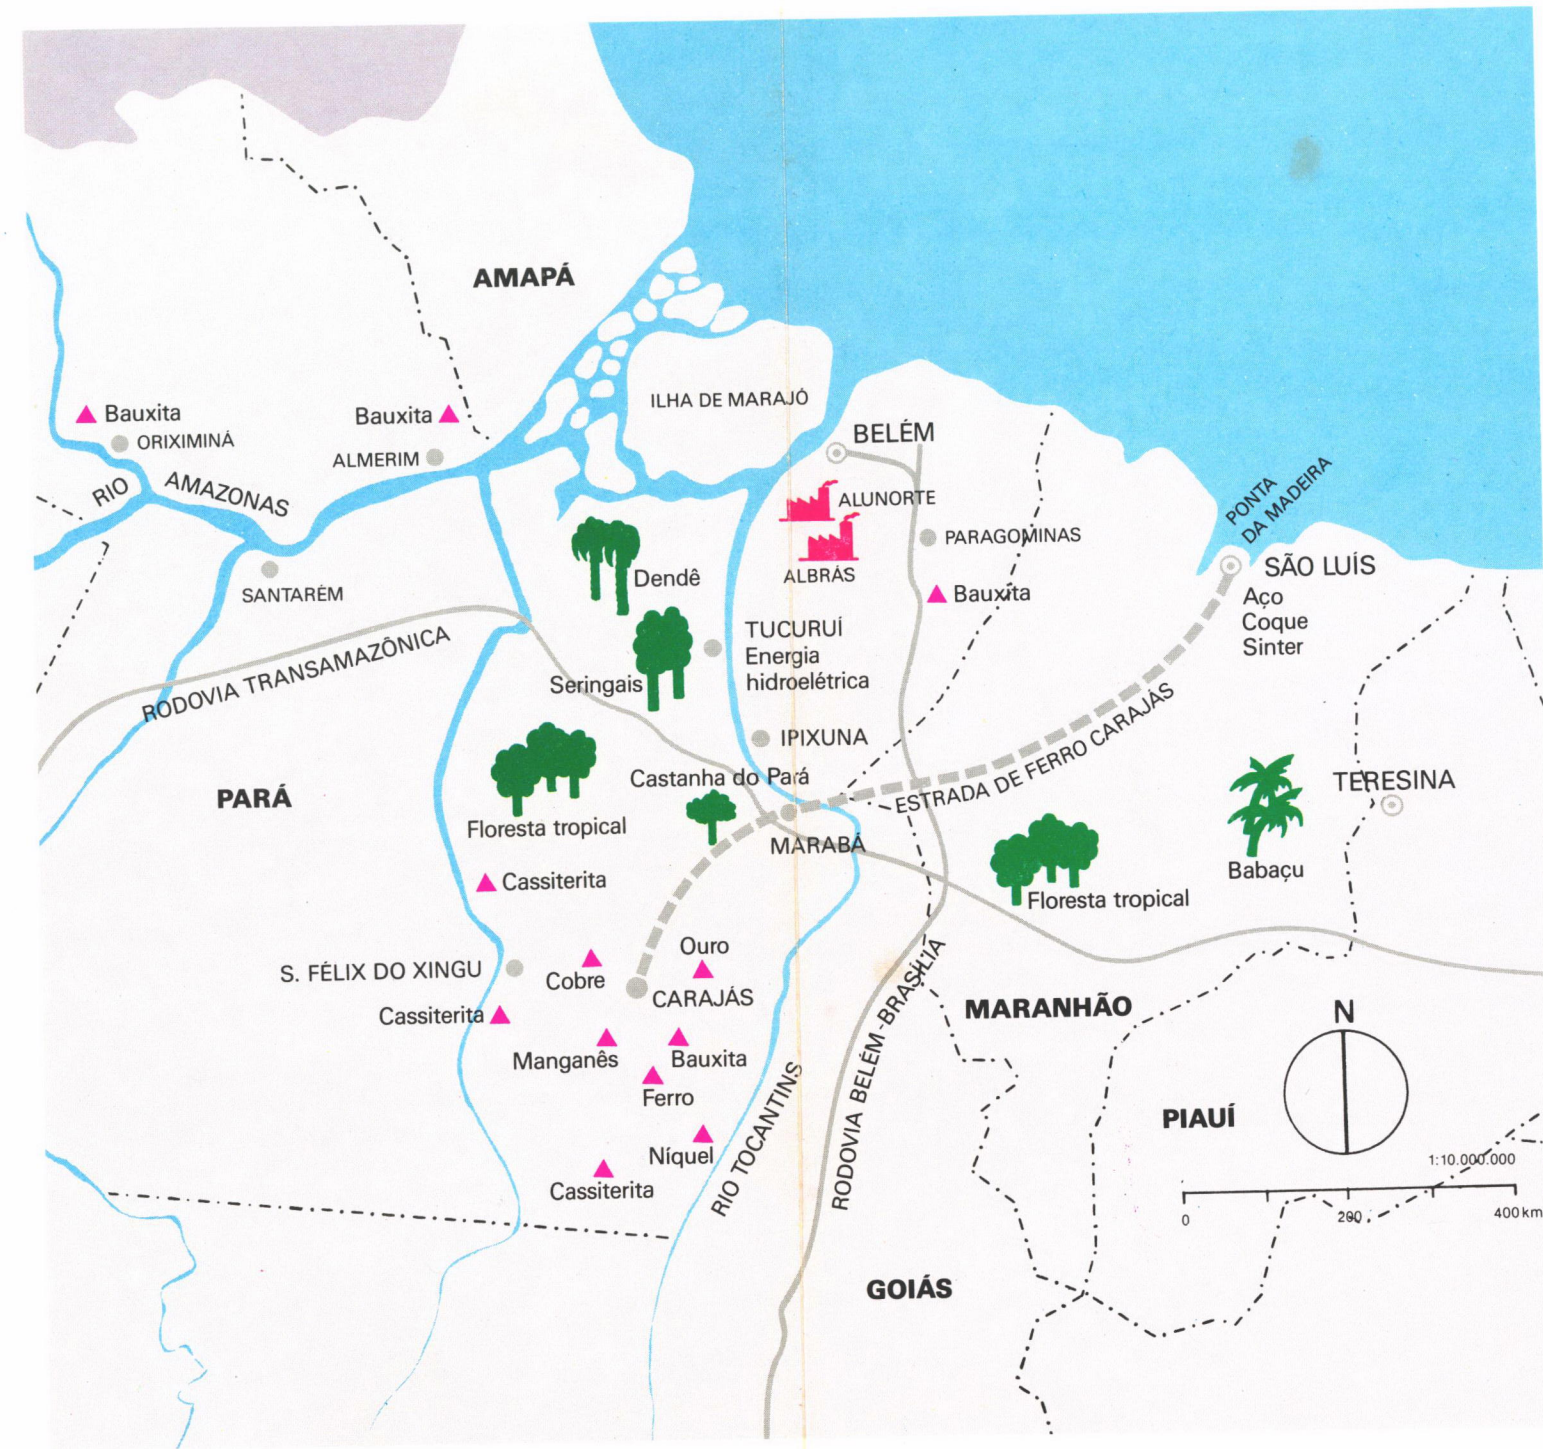 AMAPÁ
Bauxita
ORIXIMINÁ
Bauxita
ALMERIM
ILHA DE MARAJÓ
BELÉM
RIO AMAZONAS
ALUNORTE
PARAGOMINAS
PONTA
DA MADEIRA
SANTARÉM
Dendê
ALBRÁS
Bauxita
SÃO LUÍS
Aço
Coque
Sinter
TUCURUÍ
Energia
hidroelétrica
RODOVIA TRANSAMAZÔNICA
Seringais
IPIXUNA
ESTRADA DE FERRO CARAJÁS
PARÁ
Castanha do Pará
TERESINA
Floresta tropical
MARABÁ
Babaçu
Cassiterita
Floresta tropical
S. FÉLIX DO XINGU
Cobre
Ouro
CARAJÁS
Cassiterita
Manganês
Bauxita
Ferro
Níquel
Cassiterita
RIO TOCANTINS
RODOVIA BELÉM-BRASÍLIA
MARANHÃO
N
PIAUÍ
1:10.000.000
0 200 400 km
GOIÁS